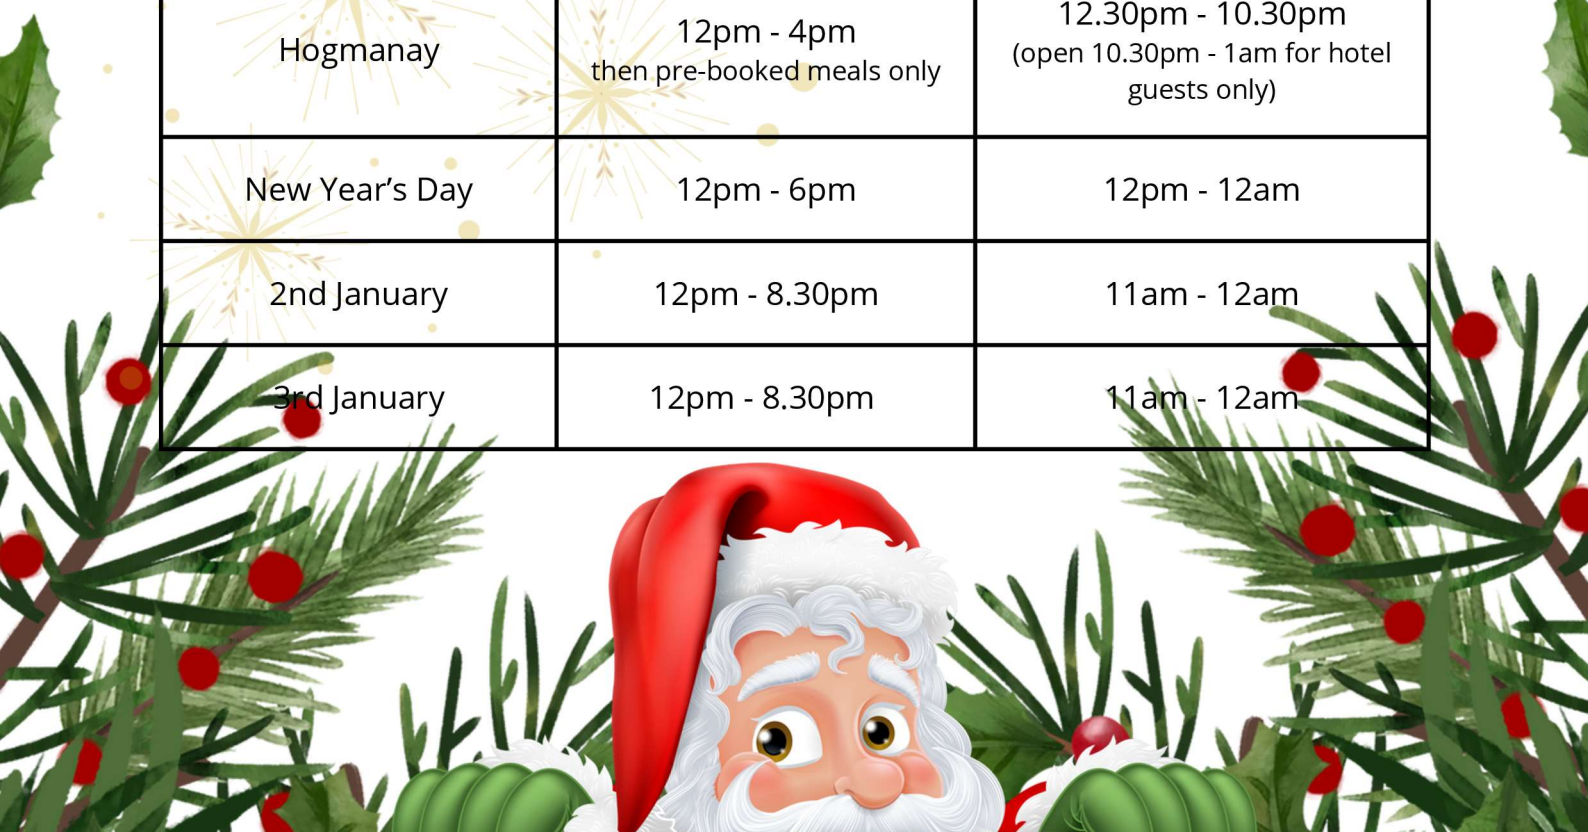 Hogmanay
12pm - 4pm
then pre-booked meals only
12.30pm - 10.30pm
(open 10.30pm - 1am for hotel
guests only)
New Year’s Day
12pm - 6pm
12pm - 12am
2nd January
12pm - 8.30pm
11am - 12am
3rd January
12pm - 8.30pm
11am - 12am